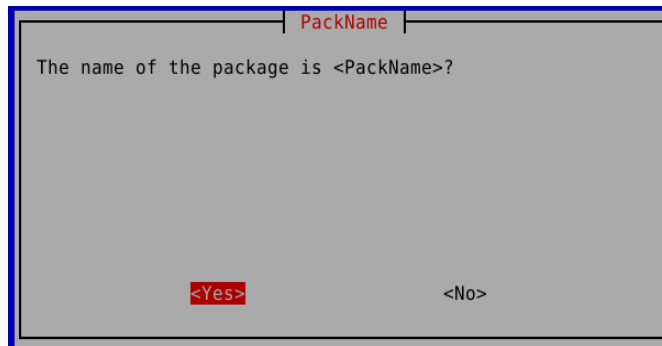 PackName
The name of the package is <PackName>?
<Yes> <No>